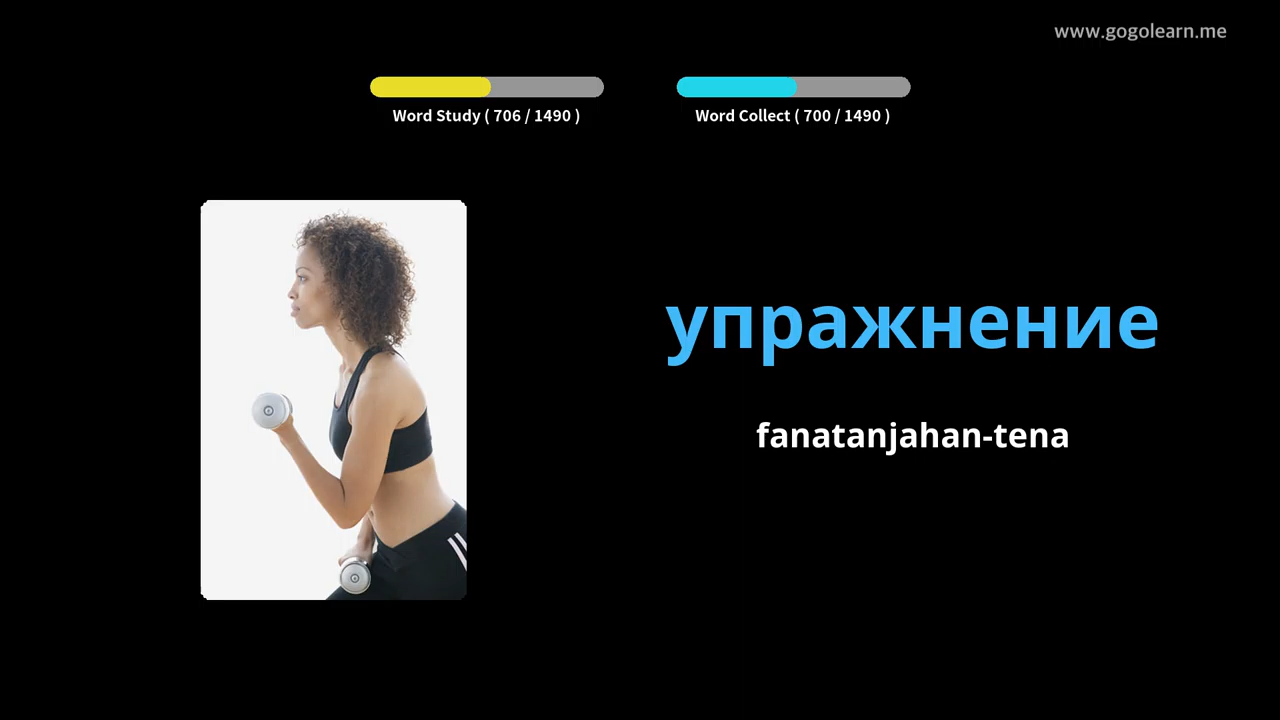 www.gogolearn.me
Word Study ( 706 / 1490 )
Word Collect ( 700 / 1490 )
упражнение
fanatanjahan-tena